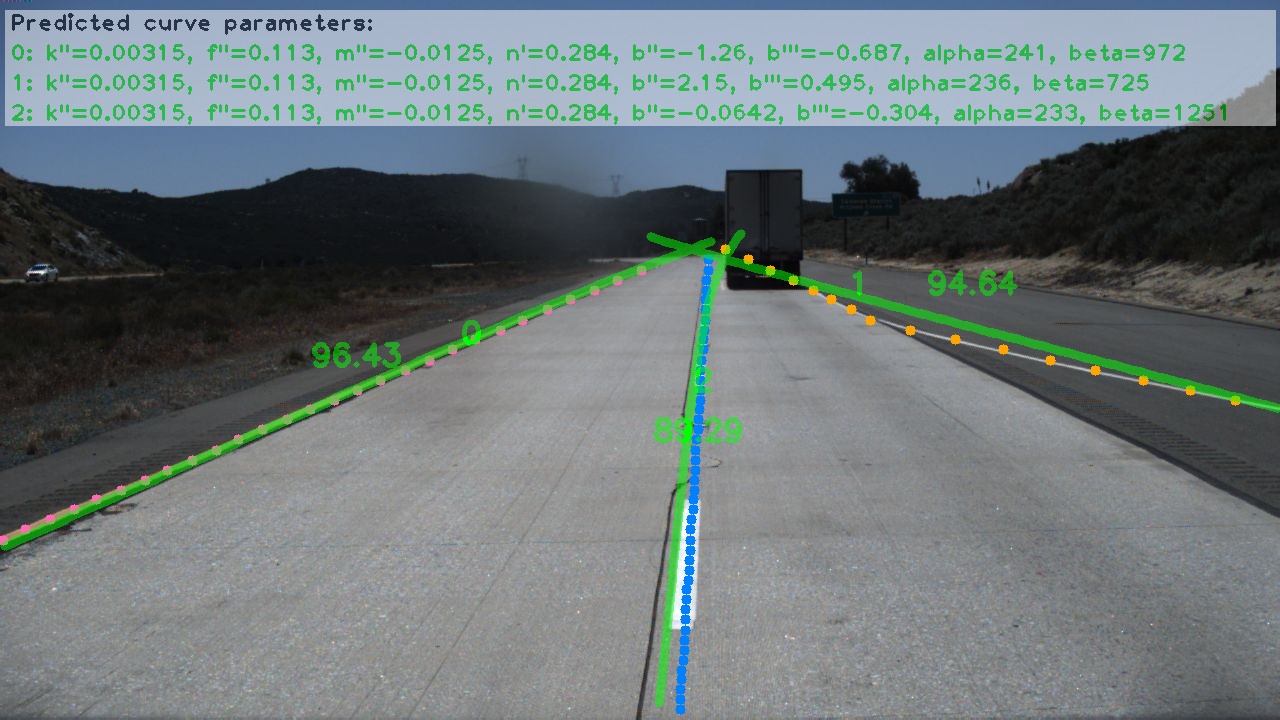 Predicted curve parameters:
0: k''=0.00315, f''=0.113, m''=-0.0125, n'=0.284, b''=-1.26, b'''=-0.687, alpha=241, beta=972
1: k''=0.00315, f''=0.113, m''=-0.0125, n'=0.284, b''=2.15, b'''=0.495, alpha=236, beta=725
2: k''=0.00315, f''=0.113, m''=-0.0125, n'=0.284, b''=-0.0642, b'''=-0.304, alpha=233, beta=1251
1 94.64
0
96.43
89.29